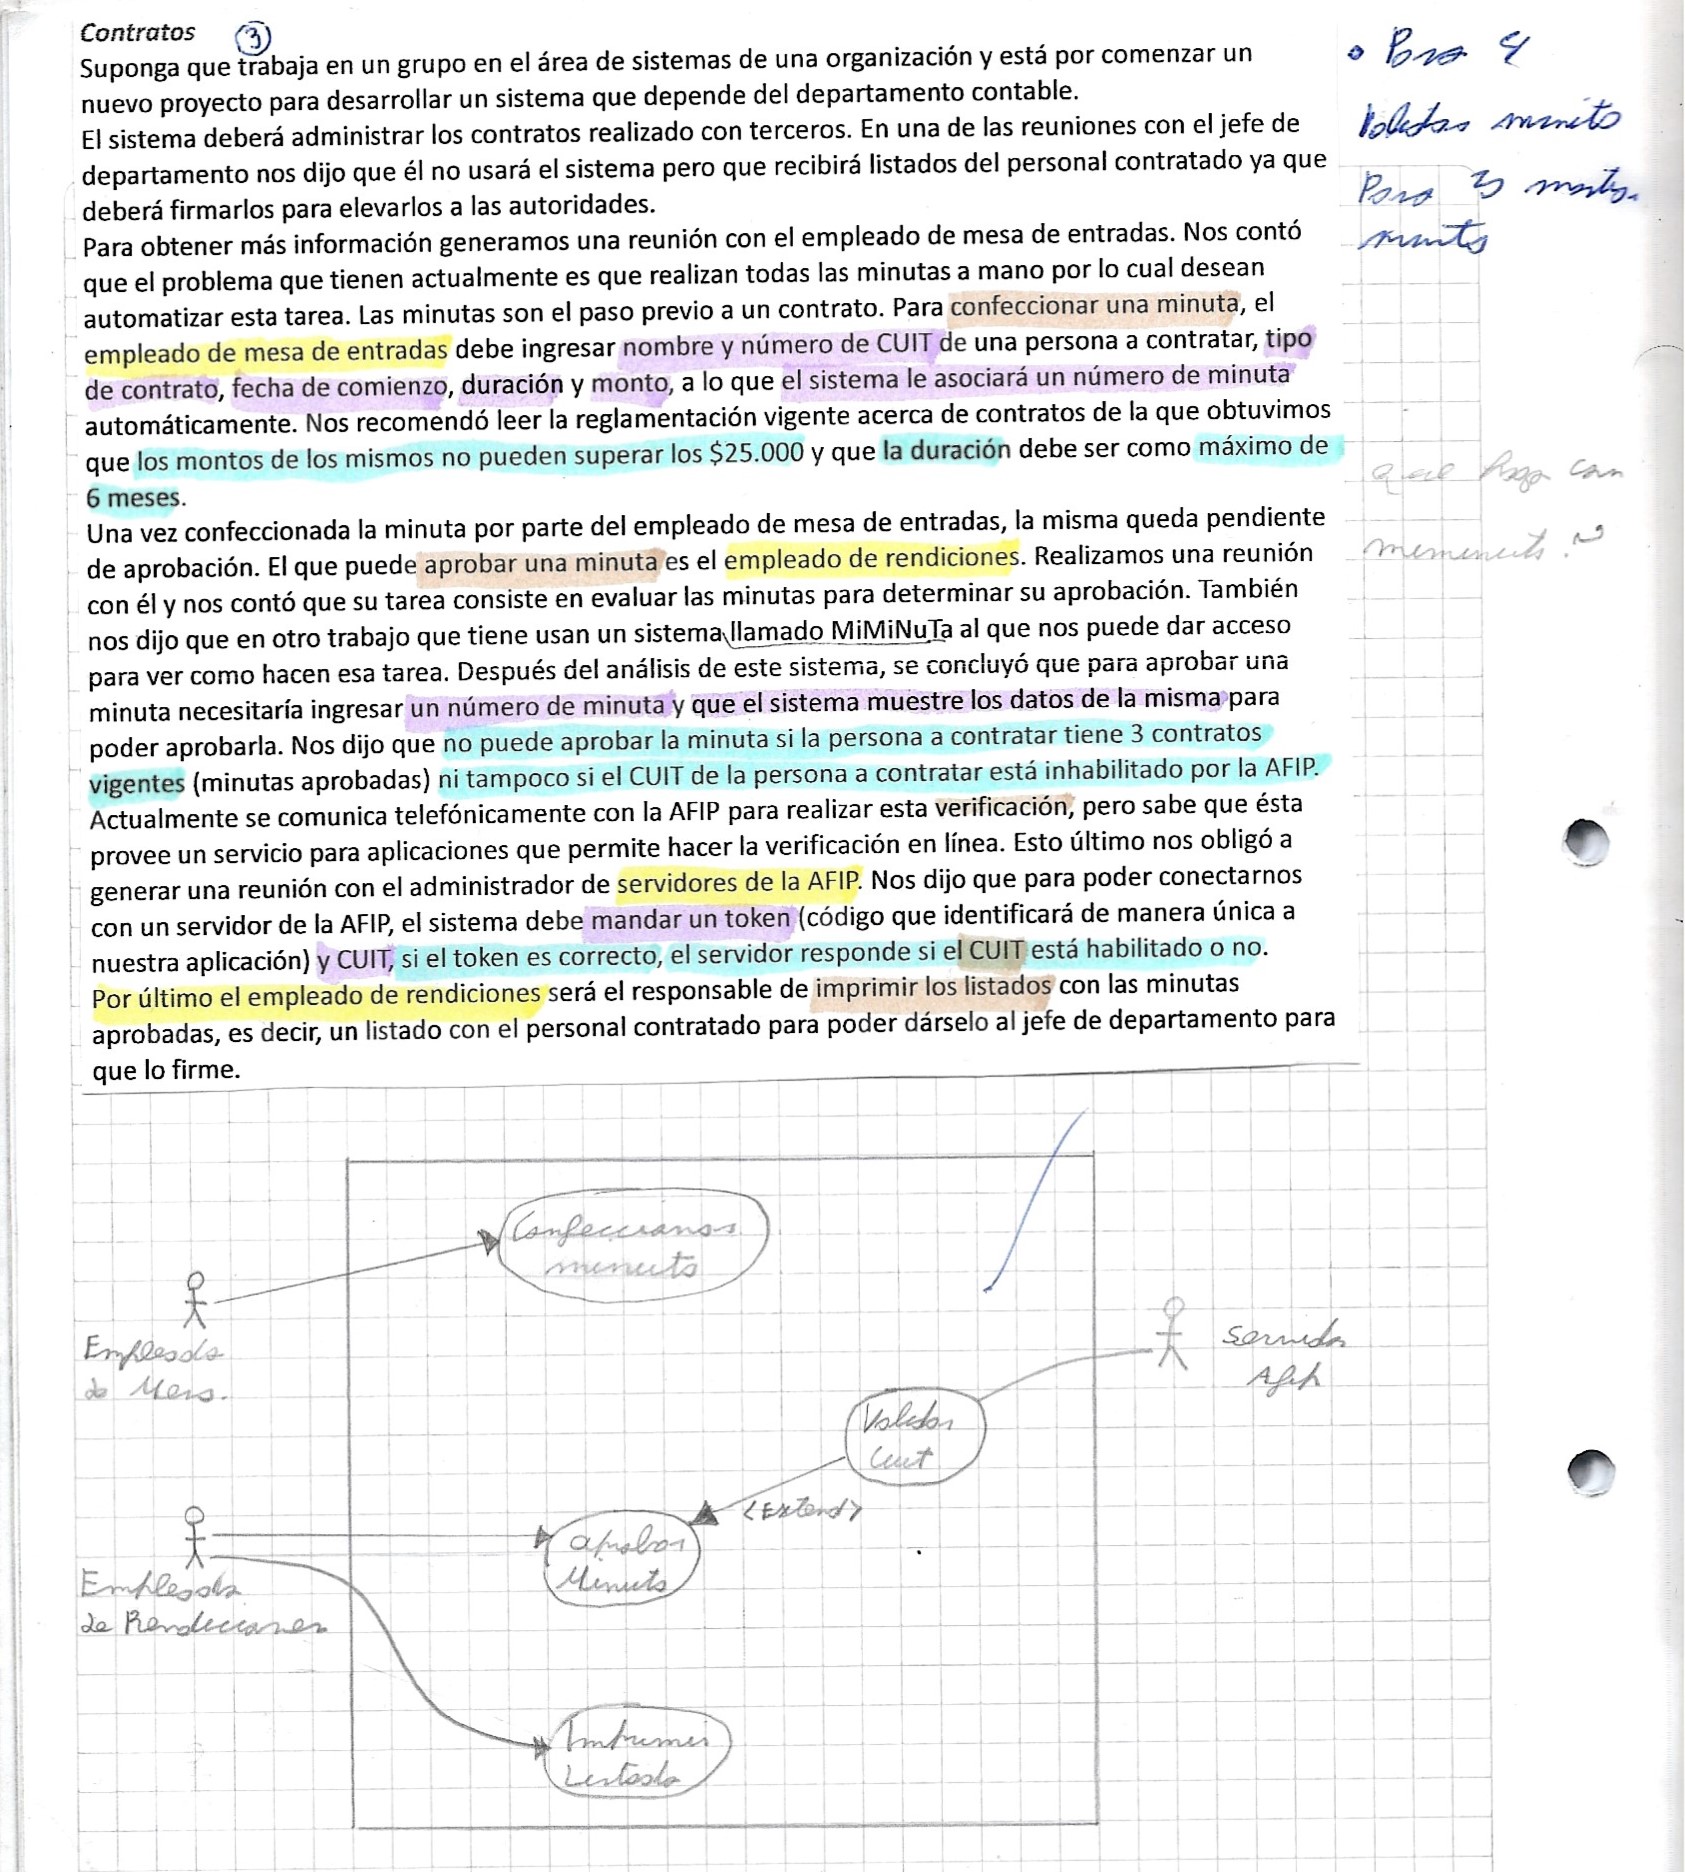 Contratos
3
Suponga que trabaja en un grupo en el área de sistemas de una organización y está por comenzar un
nuevo proyecto para desarrollar un sistema que depende del departamento contable.
El sistema deberá administrar los contratos realizado con terceros. En una de las reuniones con el jefe de
departamento nos dijo que él no usará el sistema pero que recibirá listados del personal contratado ya que
deberá firmarlos para elevarlos a las autoridades.
Para obtener más información generamos una reunión con el empleado de mesa de entradas. Nos contó
que el problema que tienen actualmente es que realizan todas las minutas a mano por lo cual desean
automatizar esta tarea. Las minutas son el paso previo a un contrato. Para confeccionar una minuta, el
empleado de mesa de entradas debe ingresar nombre y número de CUIT de una persona a contratar, tipo
de contrato, fecha de comienzo, duración y monto, a lo que el sistema le asociará un número de minuta
automáticamente. Nos recomendó leer la reglamentación vigente acerca de contratos de la que obtuvimos
que los montos de los mismos no pueden superar los $25.000 y que la duración debe ser como máximo de
6 meses.
Una vez confeccionada la minuta por parte del empleado de mesa de entradas, la misma queda pendiente
de aprobación. El que puede aprobar una minuta es el empleado de rendiciones. Realizamos una reunión
con él y nos contó que su tarea consiste en evaluar las minutas para determinar su aprobación. También
nos dijo que en otro trabajo que tiene usan un sistema llamado MiMiNuTa al que nos puede dar acceso
para ver como hacen esa tarea. Después del análisis de este sistema, se concluyó que para aprobar una
minuta necesitaría ingresar un número de minuta y que el sistema muestre los datos de la misma para
poder aprobarla. Nos dijo que no puede aprobar la minuta si la persona a contratar tiene 3 contratos
vigentes (minutas aprobadas) ni tampoco si el CUIT de la persona a contratar está inhabilitado por la AFIP.
Actualmente se comunica telefónicamente con la AFIP para realizar esta verificación, pero sabe que ésta
provee un servicio para aplicaciones que permite hacer la verificación en línea. Esto último nos obligó a
generar una reunión con el administrador de servidores de la AFIP. Nos dijo que para poder conectarnos
con un servidor de la AFIP, el sistema debe mandar un token (código que identificará de manera única a
nuestra aplicación) y CUIT, si el token es correcto, el servidor responde si el CUIT está habilitado o no.
Por último el empleado de rendiciones será el responsable de imprimir los listados con las minutas
aprobadas, es decir, un listado con el personal contratado para poder dárselo al jefe de departamento para
que lo firme.
Para
que hago con
Confeccionar
minuta
Empleado
de Mesa.
Servidor
Afip
Validar
Cuit
<Extend>
aprobar
Minuta
Empleado
de Rendiciones
Imprimir
Listado